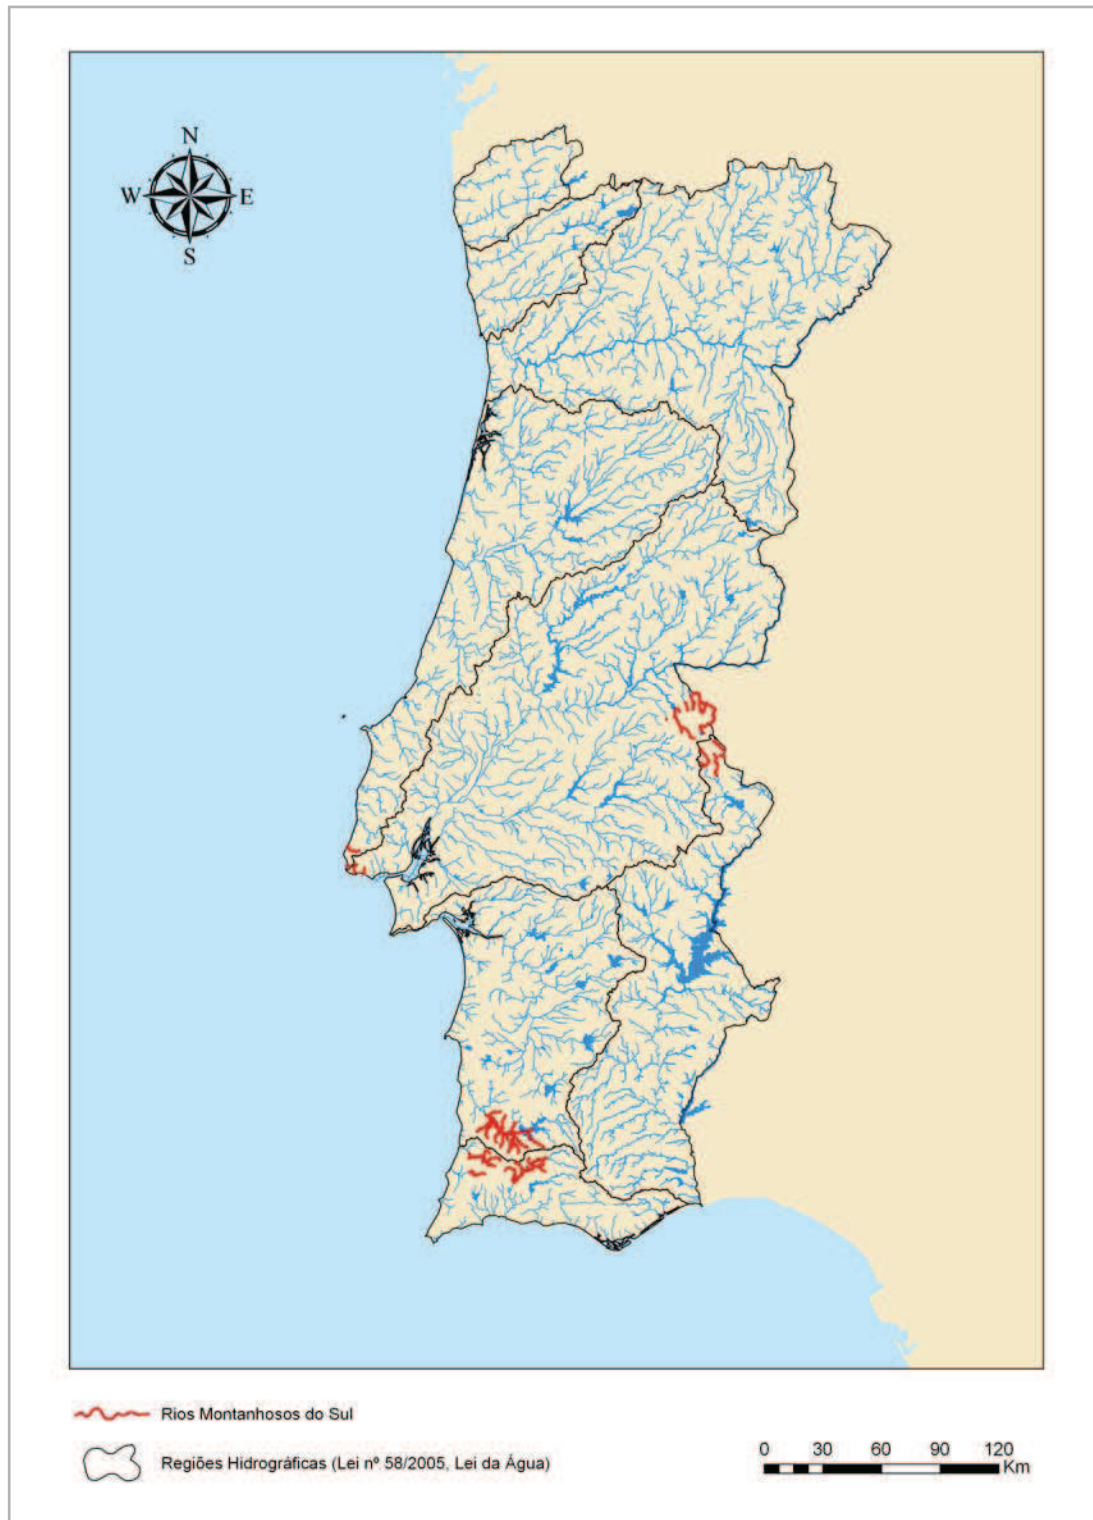 N
W E
S
Rios Montanhosos do Sul
Regiões Hidrográficas (Lei nº 58/2005, Lei da Água)
0 30 60 90 120
Km